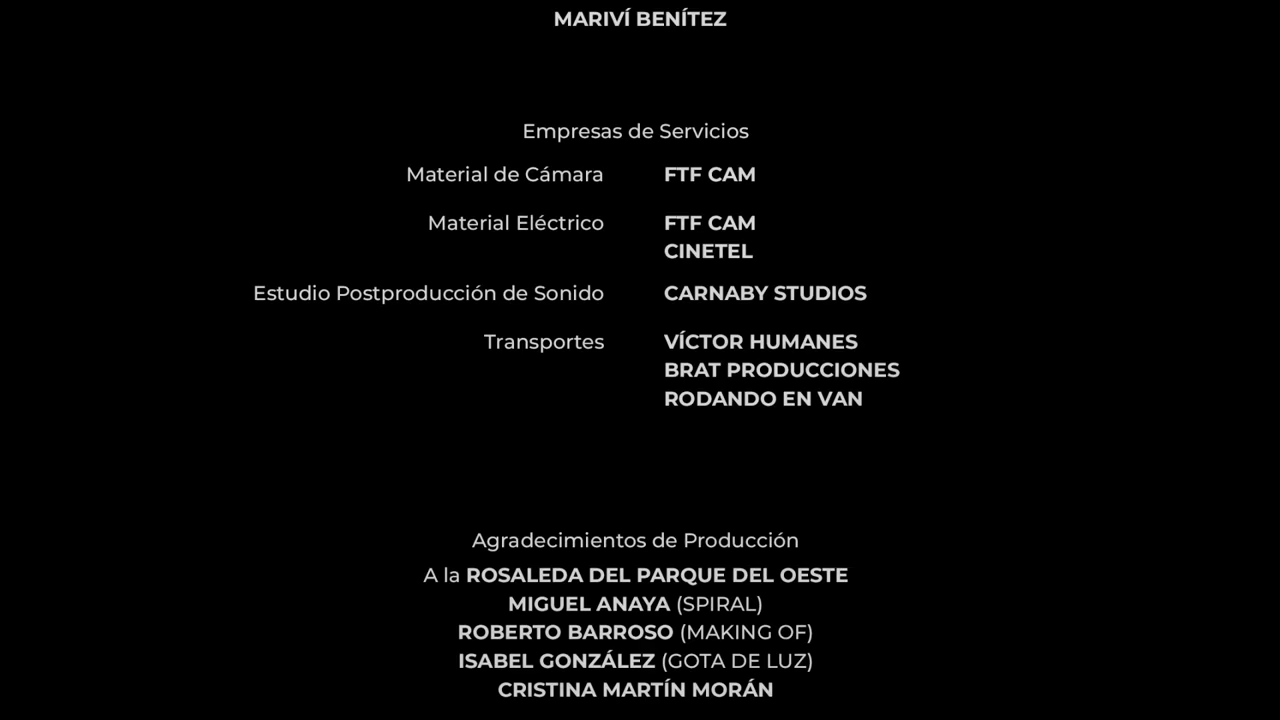 MARIVÍ BENÍTEZ
Empresas de Servicios
Material de Cámara FTF CAM
Material Eléctrico FTF CAM
CINETEL
Estudio Postproducción de Sonido CARNABY STUDIOS
Transportes VÍCTOR HUMANES
BRAT PRODUCCIONES
RODANDO EN VAN
Agradecimientos de Producción
A la ROSALEDA DEL PARQUE DEL OESTE
MIGUEL ANAYA (SPIRAL)
ROBERTO BARROSO (MAKING OF)
ISABEL GONZÁLEZ (GOTA DE LUZ)
CRISTINA MARTÍN MORÁN